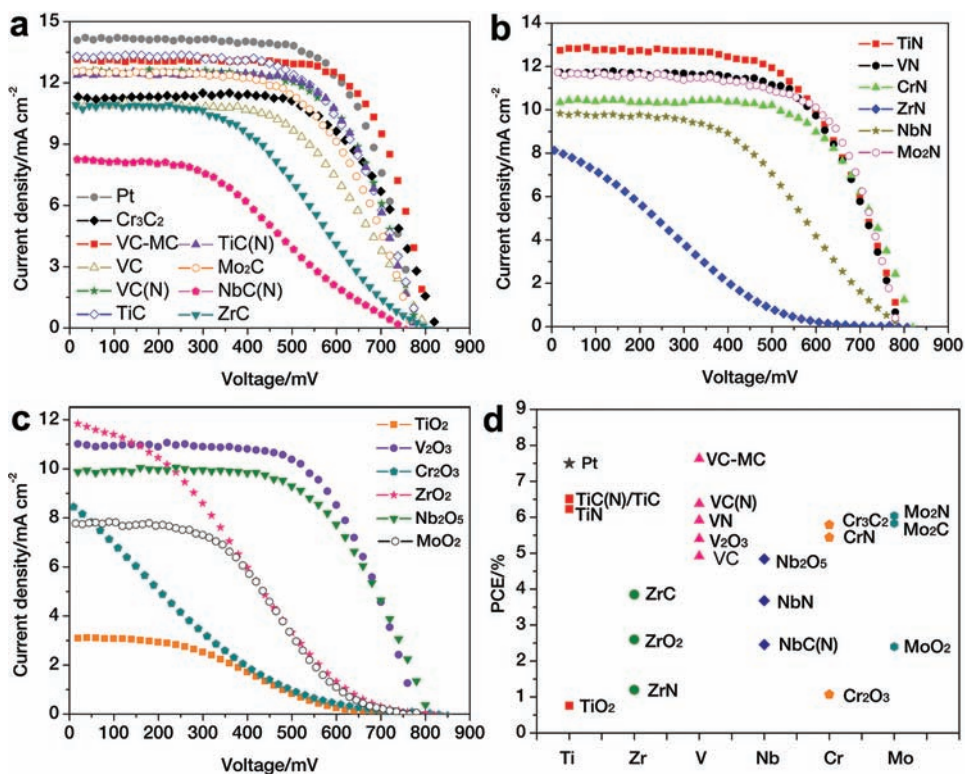 a
Current density/mA cm⁻²
15
12
9
6
3
0
Pt
Cr₃C₂
VC-MC
TiC(N)
VC
Mo₂C
VC(N)
NbC(N)
TiC
ZrC
0 100 200 300 400 500 600 700 800 900
Voltage/mV
b
Current density/mA cm⁻²
14
12
10
8
6
4
2
0
TiN
VN
CrN
ZrN
NbN
Mo₂N
0 100 200 300 400 500 600 700 800 900
Voltage/mV
c
Current density/mA cm⁻²
12
10
8
6
4
2
0
TiO₂
V₂O₃
Cr₂O₃
ZrO₂
Nb₂O₅
MoO₂
0 100 200 300 400 500 600 700 800 900
Voltage/mV
d
PCE/%
9
8
7
6
5
4
3
2
1
0
Pt
TiC(N)/TiC
TiN
TiO₂
ZrC
ZrO₂
ZrN
VC-MC
VC(N)
VN
V₂O₃
VC
Nb₂O₅
NbN
NbC(N)
Cr₃C₂
CrN
Cr₂O₃
Mo₂N
Mo₂C
MoO₂
Ti Zr V Nb Cr Mo